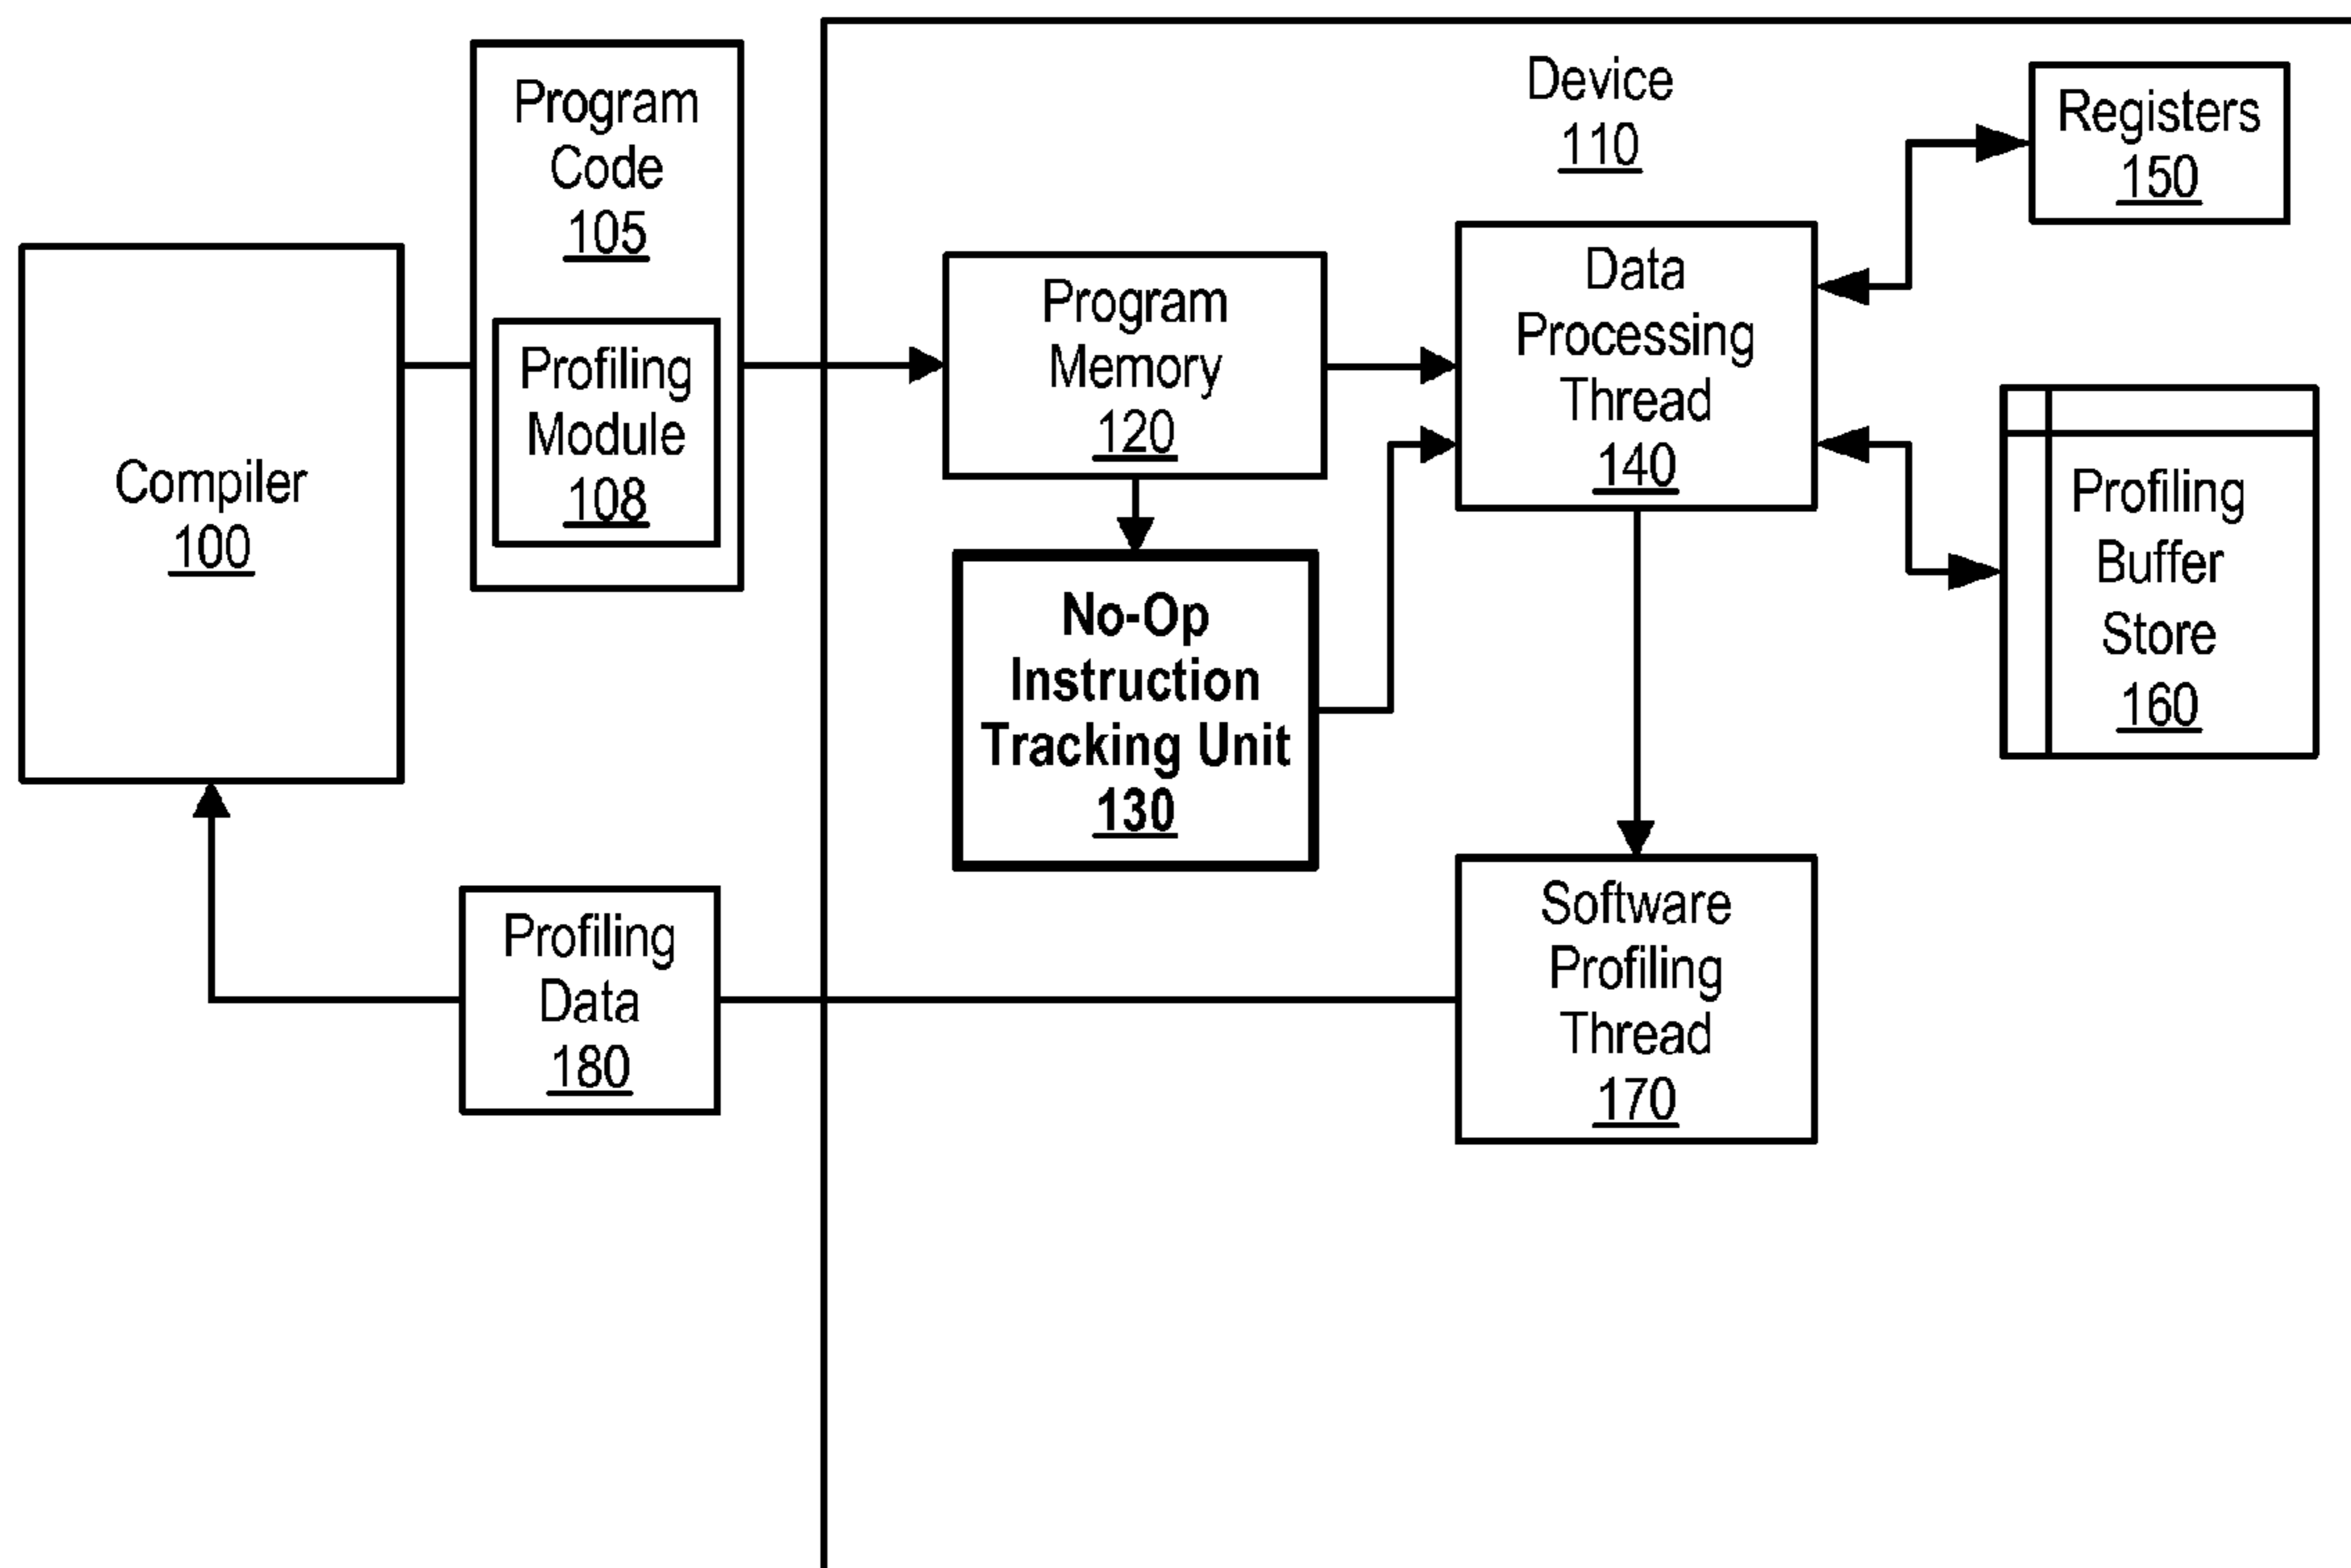 Device
110
Program
Code
105
Profiling
Module
108
Compiler
100
Program
Memory
120
No-Op
Instruction
Tracking Unit
130
Data
Processing
Thread
140
Registers
150
Profiling
Buffer
Store
160
Software
Profiling
Thread
170
Profiling
Data
180